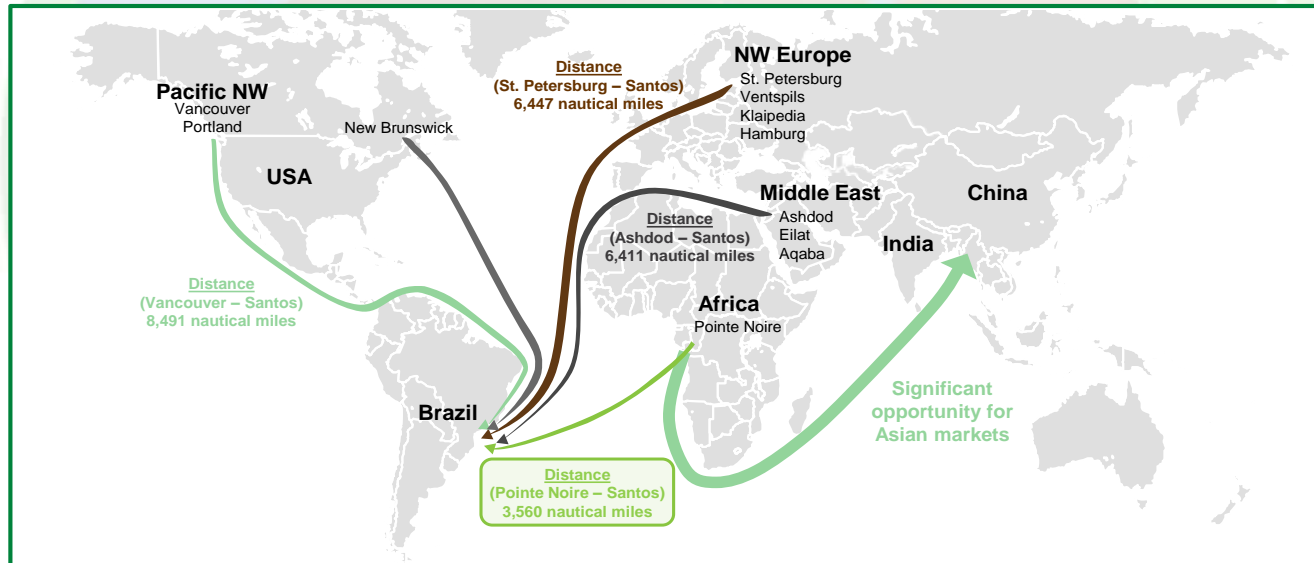 Pacific NW
Vancouver
Portland
New Brunswick
USA
Distance
(Vancouver – Santos)
8,491 nautical miles
Distance
(St. Petersburg – Santos)
6,447 nautical miles
NW Europe
St. Petersburg
Ventspils
Klaipedia
Hamburg
Distance
(Ashdod – Santos)
6,411 nautical miles
Middle East
Ashdod
Eilat
Aqaba
China
India
Africa
Pointe Noire
Brazil
Distance
(Pointe Noire – Santos)
3,560 nautical miles
Significant
opportunity for
Asian markets